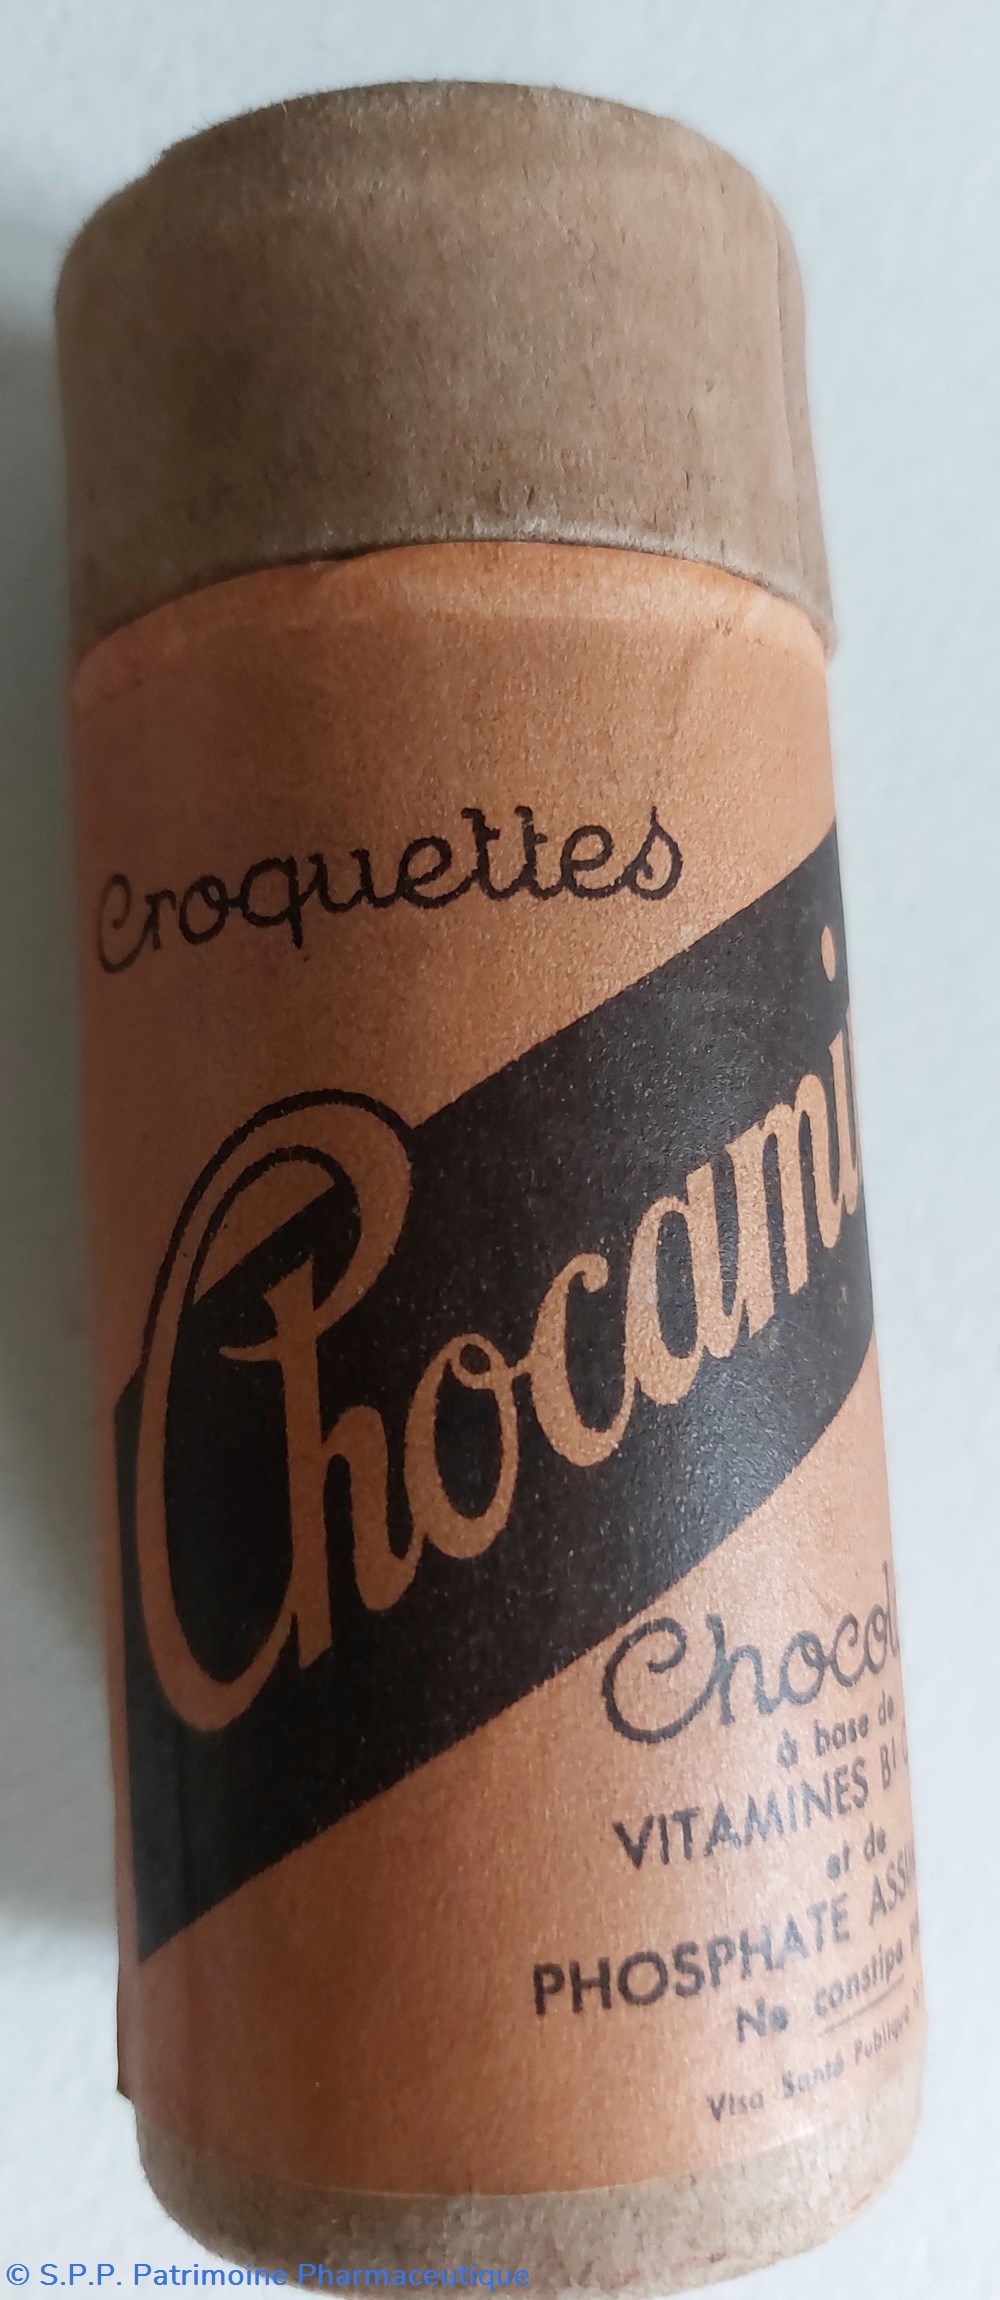 Croquettes
Chocami
Chocol
à base de
VITAMINES B1
et de
PHOSPHATE ASSI
Ne constipe
Visa Santé Publique
© S.P.P. Patrimoine Pharmaceutique